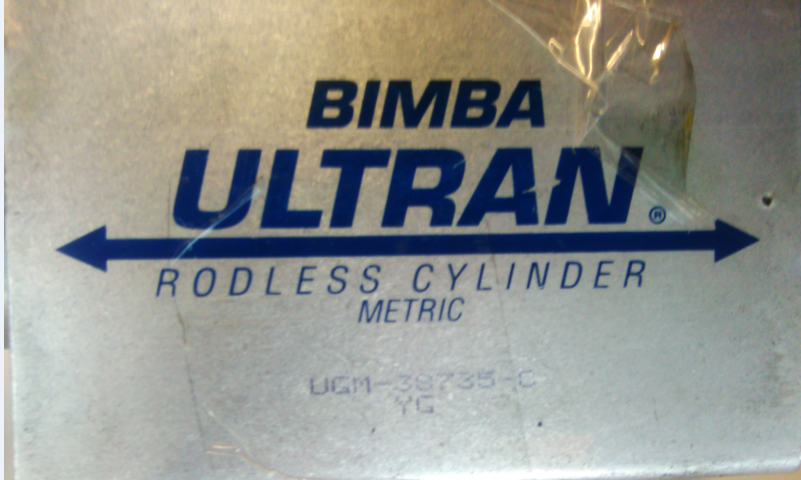 BIMBA
ULTRAN®
RODLESS CYLINDER
METRIC
UGM-38735-C
YG